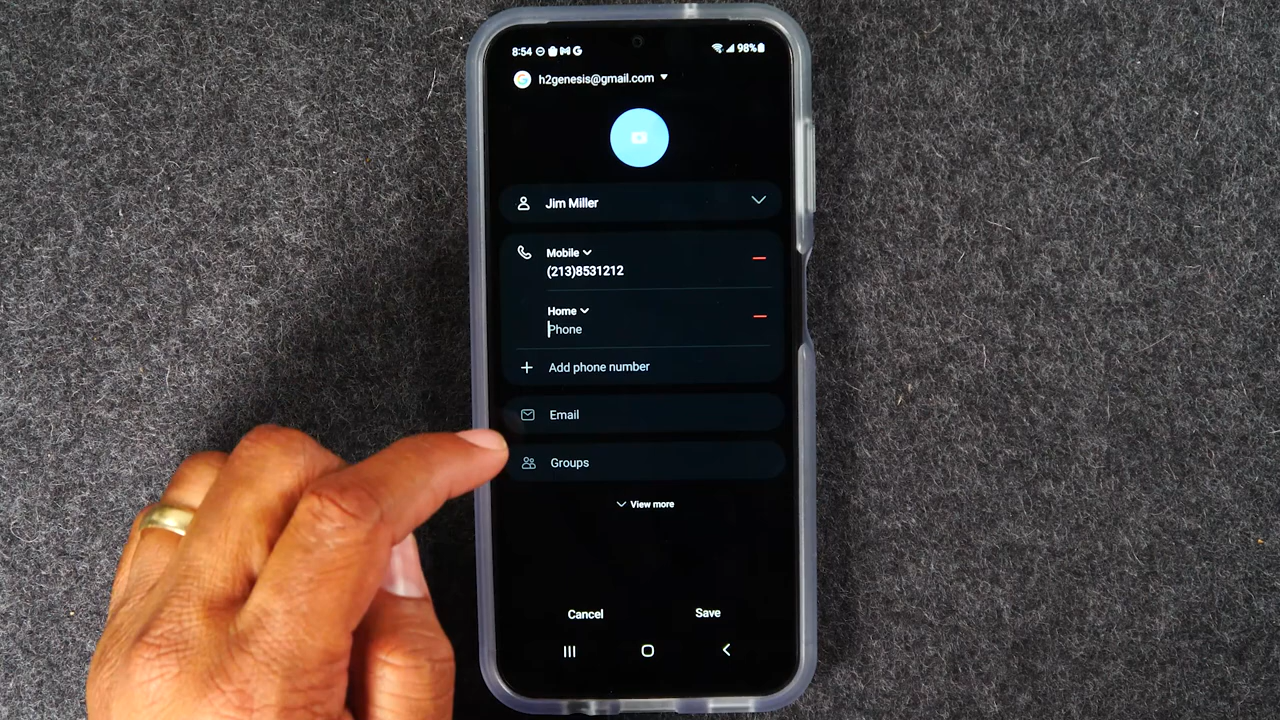 8:54 98%
h2genesis@gmail.com
Jim Miller
Mobile
(213)8531212
Home
Phone
Add phone number
Email
Groups
View more
Cancel Save